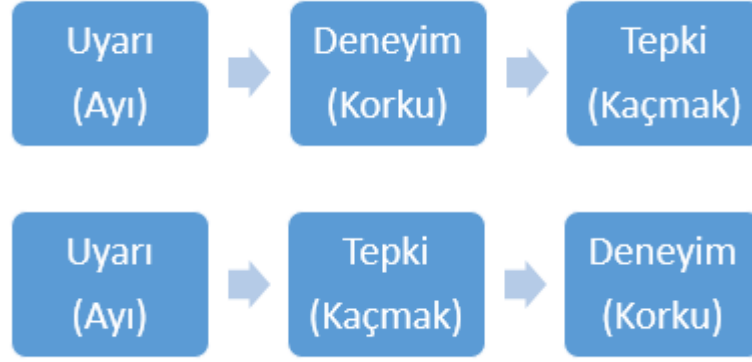 Uyarı
(Ayı)
Deneyim
(Korku)
Tepki
(Kaçmak)
Uyarı
(Ayı)
Tepki
(Kaçmak)
Deneyim
(Korku)